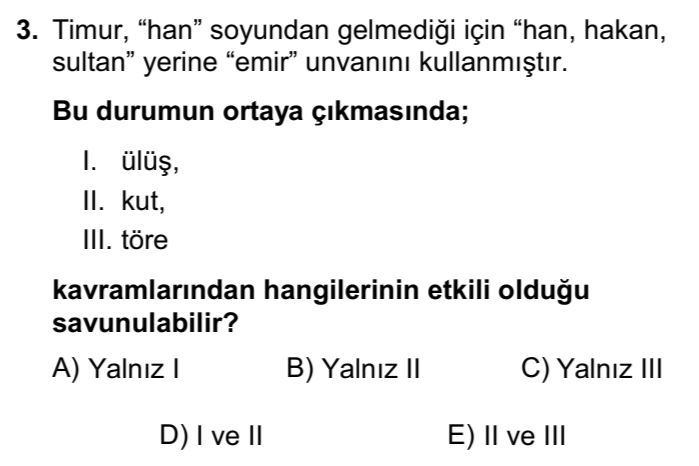 3. Timur, “han” soyundan gelmediği için “han, hakan,
sultan” yerine “emir” unvanını kullanmıştır.
Bu durumun ortaya çıkmasında;
I. ülüş,
II. kut,
III. töre
kavramlarından hangilerinin etkili olduğu
savunulabilir?
A) Yalnız I B) Yalnız II C) Yalnız III
D) I ve II E) II ve III